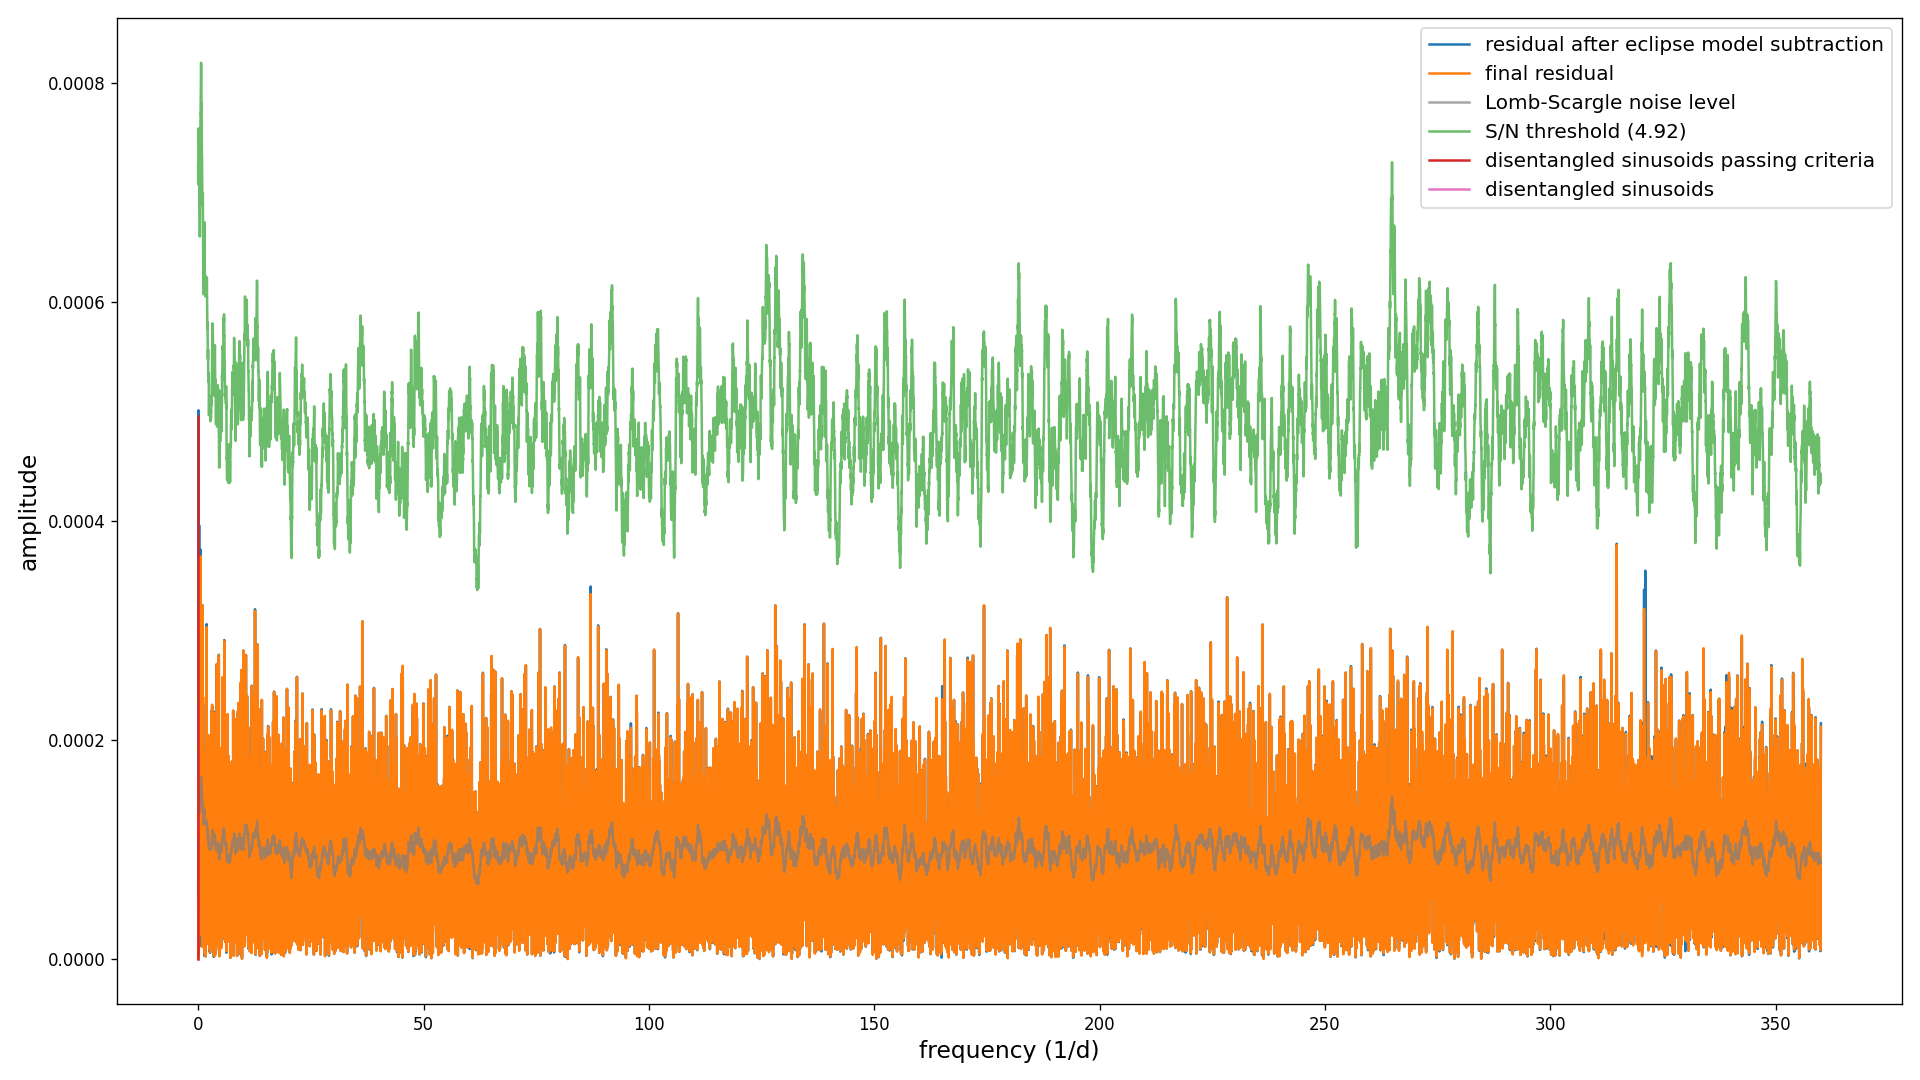 residual after eclipse model subtraction
final residual
Lomb-Scargle noise level
S/N threshold (4.92)
disentangled sinusoids passing criteria
disentangled sinusoids
0.0008
0.0006
0.0004
0.0002
0.0000
amplitude
0 50 100 150 200 250 300 350
frequency (1/d)